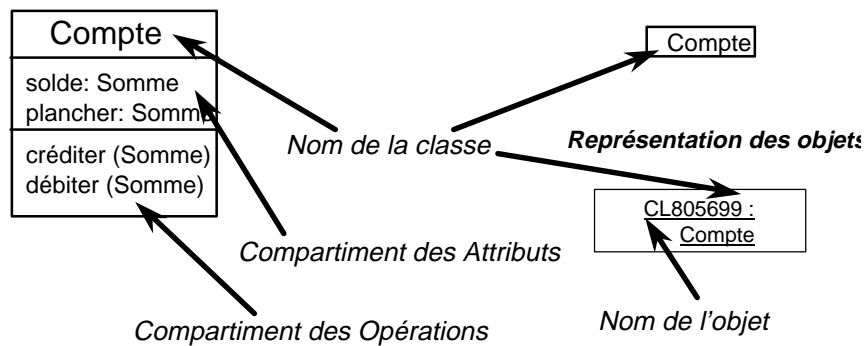 Compte
solde: Somme
plancher: Somme
créditer (Somme)
débiter (Somme)
Compte
Nom de la classe
Représentation des objets
CL805699 :
Compte
Compartiment des Attributs
Compartiment des Opérations
Nom de l'objet